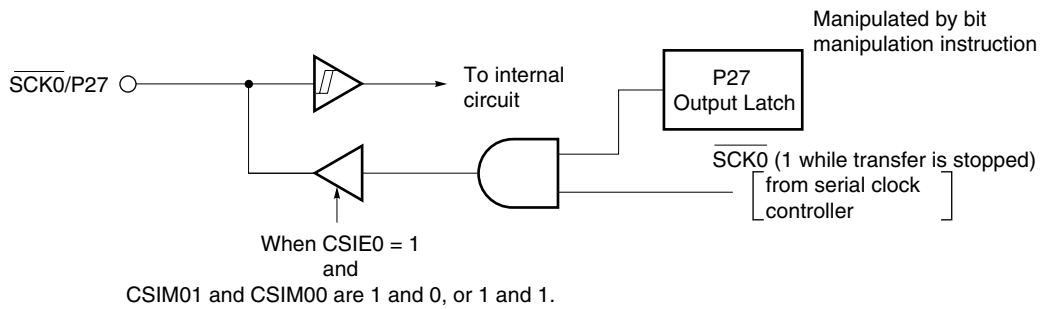 Manipulated by bit
manipulation instruction
SCK0/P27
To internal
circuit
P27
Output Latch
SCK0 (1 while transfer is stopped)
from serial clock
controller
When CSIE0 = 1
and
CSIM01 and CSIM00 are 1 and 0, or 1 and 1.